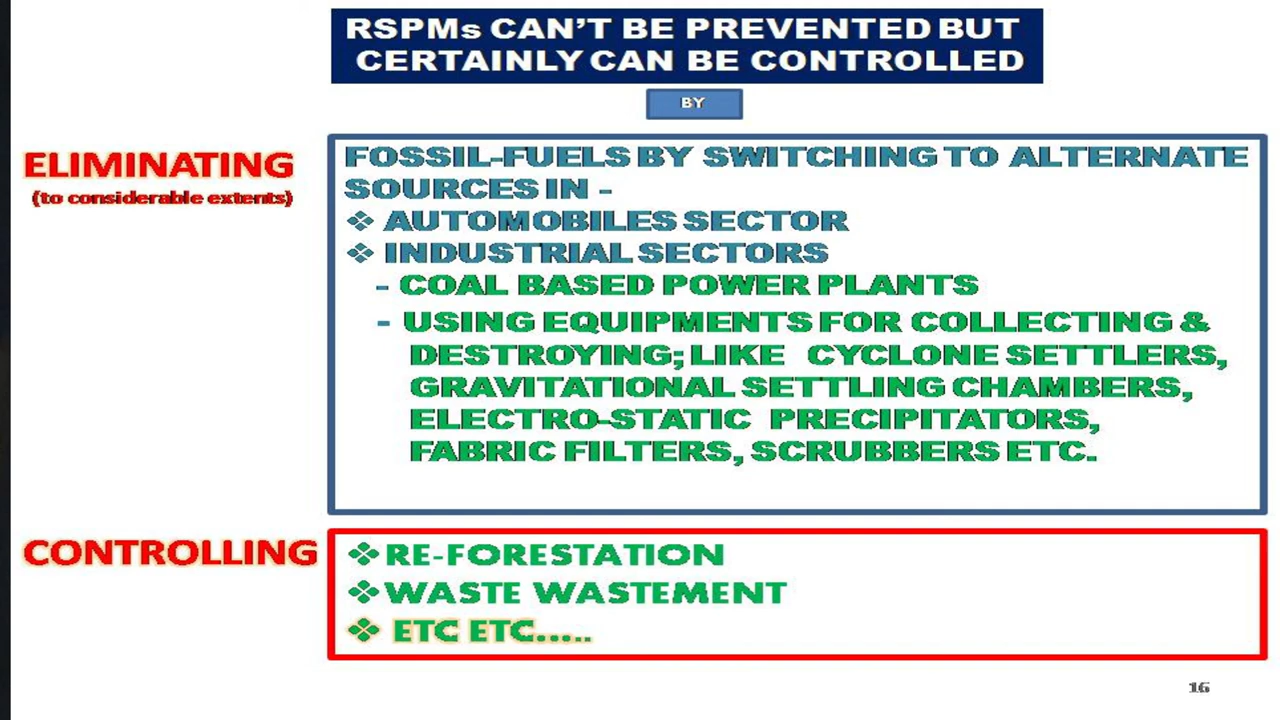 RSPMs CAN'T BE PREVENTED BUT
CERTAINLY CAN BE CONTROLLED
BY
ELIMINATING
(to considerable extents)
FOSSIL-FUELS BY SWITCHING TO ALTERNATE
SOURCES IN -
❖ AUTOMOBILES SECTOR
❖ INDUSTRIAL SECTORS
- COAL BASED POWER PLANTS
- USING EQUIPMENTS FOR COLLECTING &
DESTROYING; LIKE CYCLONE SETTLERS,
GRAVITATIONAL SETTLING CHAMBERS,
ELECTRO-STATIC PRECIPITATORS,
FABRIC FILTERS, SCRUBBERS ETC.
CONTROLLING
❖RE-FORESTATION
❖WASTE WASTEMENT
❖ ETC ETC.....
16